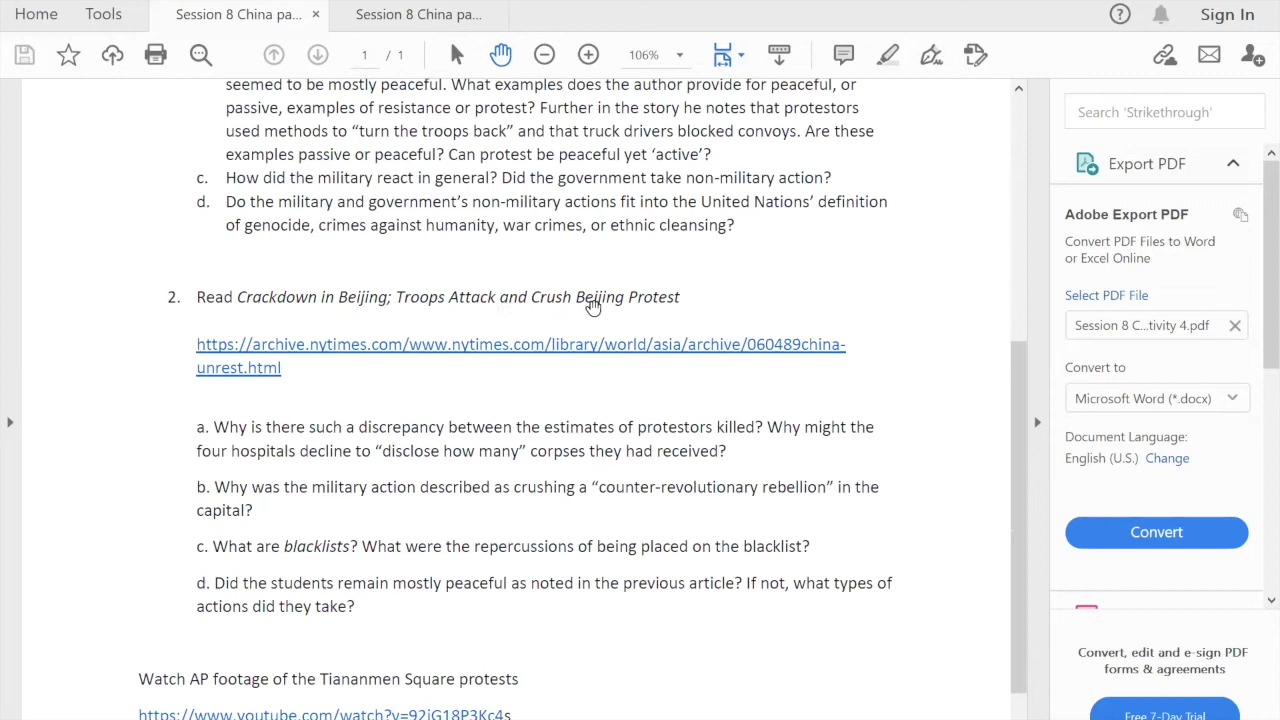 Home Tools Session 8 China pa... × Session 8 China pa... Sign In
1 / 1 106%
seemed to be mostly peaceful. What examples does the author provide for peaceful, or
passive, examples of resistance or protest? Further in the story he notes that protestors
used methods to “turn the troops back” and that truck drivers blocked convoys. Are these
examples passive or peaceful? Can protest be peaceful yet ‘active’?
c. How did the military react in general? Did the government take non-military action?
d. Do the military and government’s non-military actions fit into the United Nations’ definition
of genocide, crimes against humanity, war crimes, or ethnic cleansing?
2. Read Crackdown in Beijing; Troops Attack and Crush Beijing Protest
https://archive.nytimes.com/www.nytimes.com/library/world/asia/archive/060489china-
unrest.html
a. Why is there such a discrepancy between the estimates of protestors killed? Why might the
four hospitals decline to “disclose how many” corpses they had received?
b. Why was the military action described as crushing a “counter-revolutionary rebellion” in the
capital?
c. What are blacklists? What were the repercussions of being placed on the blacklist?
d. Did the students remain mostly peaceful as noted in the previous article? If not, what types of
actions did they take?
Watch AP footage of the Tiananmen Square protests
https://www.youtube.com/watch?v=92jG18P3Kc4s
Search 'Strikethrough'
Export PDF
Adobe Export PDF
Convert PDF Files to Word
or Excel Online
Select PDF File
Session 8 C...tivity 4.pdf
Convert to
Microsoft Word (*.docx)
Document Language:
English (U.S.) Change
Convert
Convert, edit and e-sign PDF
forms & agreements
Free 7-Day Trial